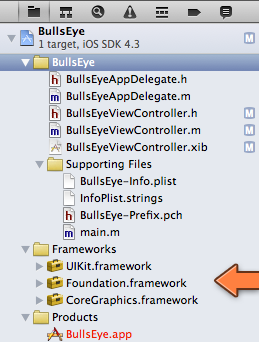 BullsEye
1 target, iOS SDK 4.3
M
BullsEye
BullsEyeAppDelegate.h
BullsEyeAppDelegate.m
BullsEyeViewController.h
M
BullsEyeViewController.m
M
BullsEyeViewController.xib
M
Supporting Files
BullsEye-Info.plist
InfoPlist.strings
BullsEye-Prefix.pch
main.m
Frameworks
UIKit.framework
Foundation.framework
CoreGraphics.framework
Products
BullsEye.app